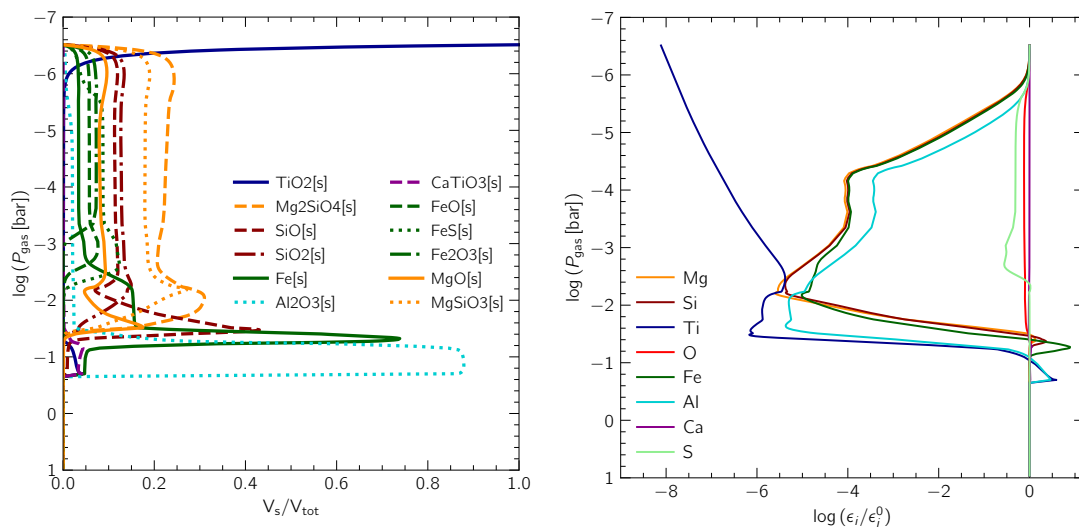 -7
-6
-5
-4
-3
-2
-1
0
1
log (P_gas [bar])
0.0 0.2 0.4 0.6 0.8 1.0
V_s/V_tot
TiO2[s]
Mg2SiO4[s]
SiO[s]
SiO2[s]
Fe[s]
Al2O3[s]
CaTiO3[s]
FeO[s]
FeS[s]
Fe2O3[s]
MgO[s]
MgSiO3[s]
−7
−6
−5
−4
−3
−2
−1
0
1
log (P_gas [bar])
−8 −6 −4 −2 0
log (ϵ_i/ϵ_i^0)
Mg
Si
Ti
O
Fe
Al
Ca
S